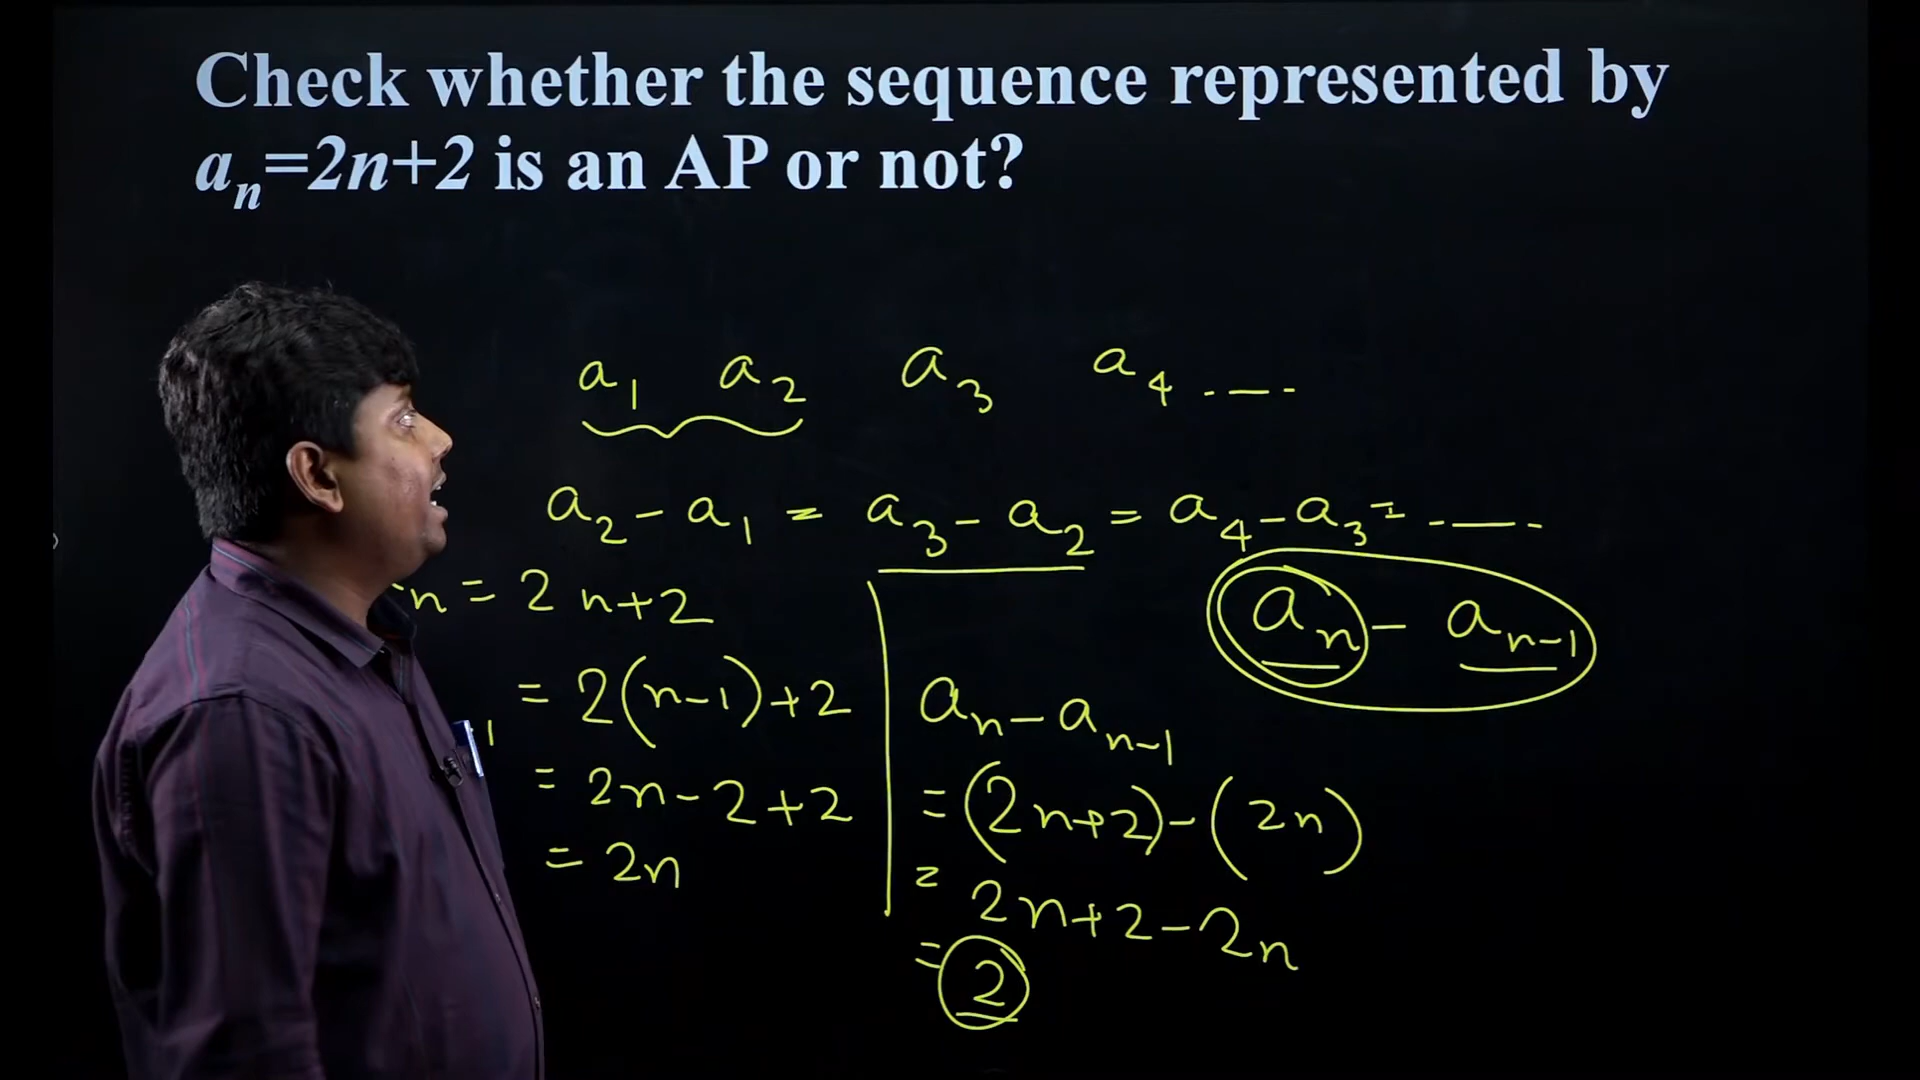 Check whether the sequence represented by
aₙ=2n+2 is an AP or not?
a₁ a₂ a₃ a₄ .—-
a₂ - a₁ = a₃ - a₂ = a₄ - a₃ = .—-.
n = 2n+2
aₙ - aₙ₋₁
= 2(n-1)+2
1
aₙ - aₙ₋₁
= 2n-2+2
= (2n+2) - (2n)
= 2n
= 2n+2-2n
= 2